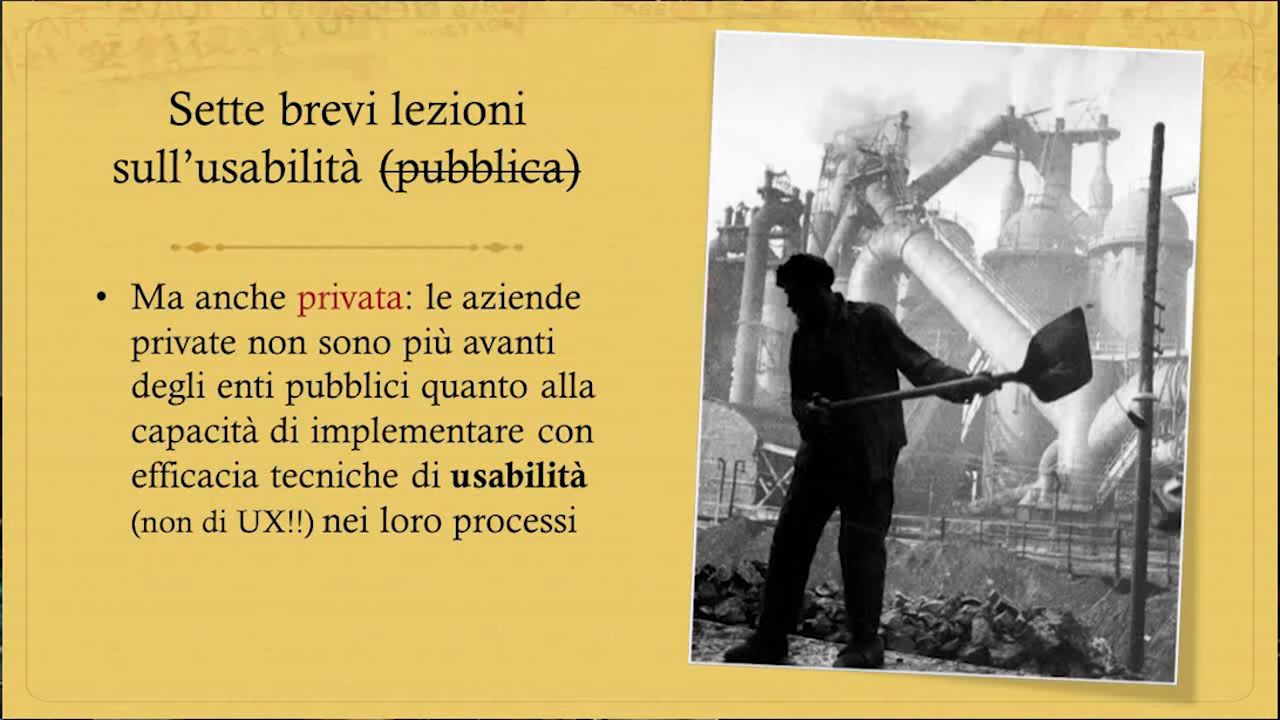 Sette brevi lezioni
sull’usabilità (pubblica)
• Ma anche privata: le aziende
private non sono più avanti
degli enti pubblici quanto alla
capacità di implementare con
efficacia tecniche di usabilità
(non di UX!!) nei loro processi